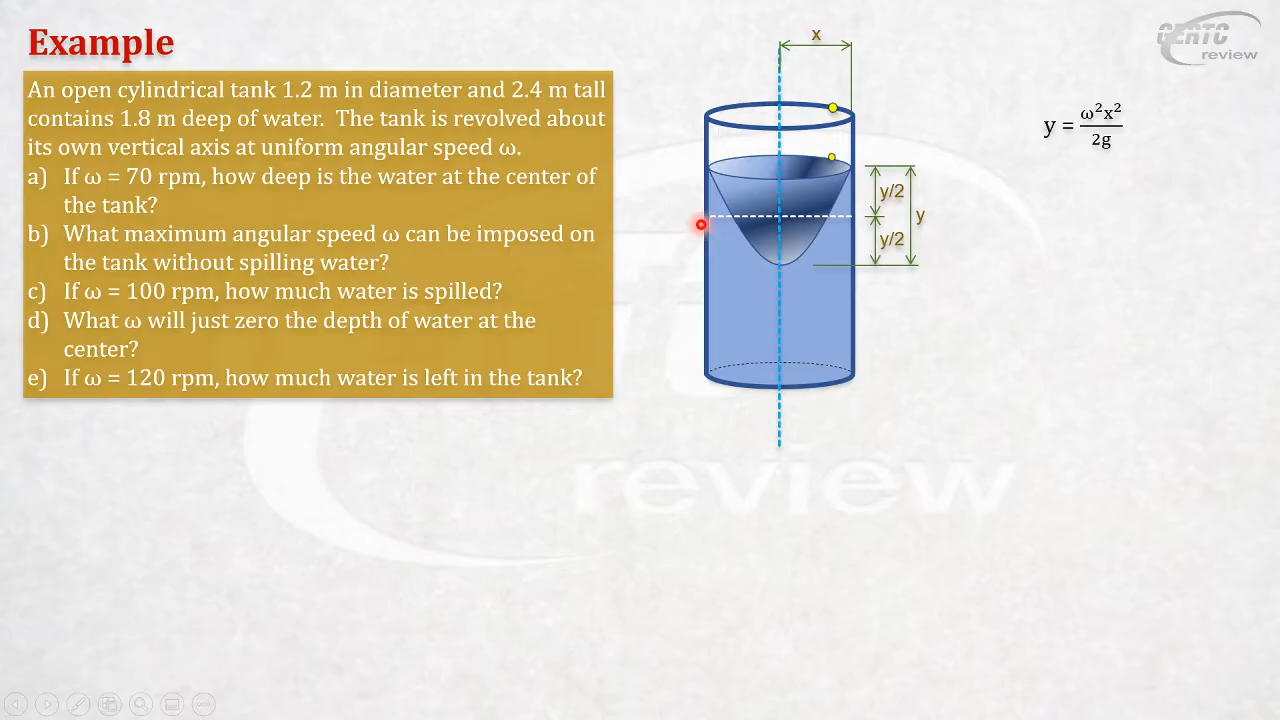 Example
An open cylindrical tank 1.2 m in diameter and 2.4 m tall
contains 1.8 m deep of water. The tank is revolved about
its own vertical axis at uniform angular speed ω.
a) If ω = 70 rpm, how deep is the water at the center of
the tank?
b) What maximum angular speed ω can be imposed on
the tank without spilling water?
c) If ω = 100 rpm, how much water is spilled?
d) What ω will just zero the depth of water at the
center?
e) If ω = 120 rpm, how much water is left in the tank?
x
y/2
y
y/2
y = ω²x²/2g
CERTC
review
review